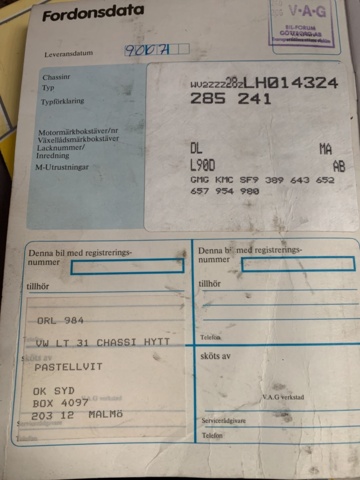 Fordonsdata
V·A·G
BIL-FORUM
Leveransdatum
Chassinr
WV2ZZZ28ZLH014324
Typ
285 241
Typförklaring
Motormärkbokstäver/nr
Växellådsmärkbokstäver
DL MA
Lacknummer/
Inredning
L90D AB
M-Utrustningar
GMG KMC SF9 389 643 652
657 954 980
Denna bil med registrerings-
nummer
tillhör
ORL 984
VW LT 31 CHASSI HYTT
PASTELLVIT
OK SYD
BOX 4097
203 12 MALMö
Telefon
Denna bil med registrerings-
nummer
tillhör
Telefon
sköts av
V.A.G verkstad
Servicerådgivare
Telefon